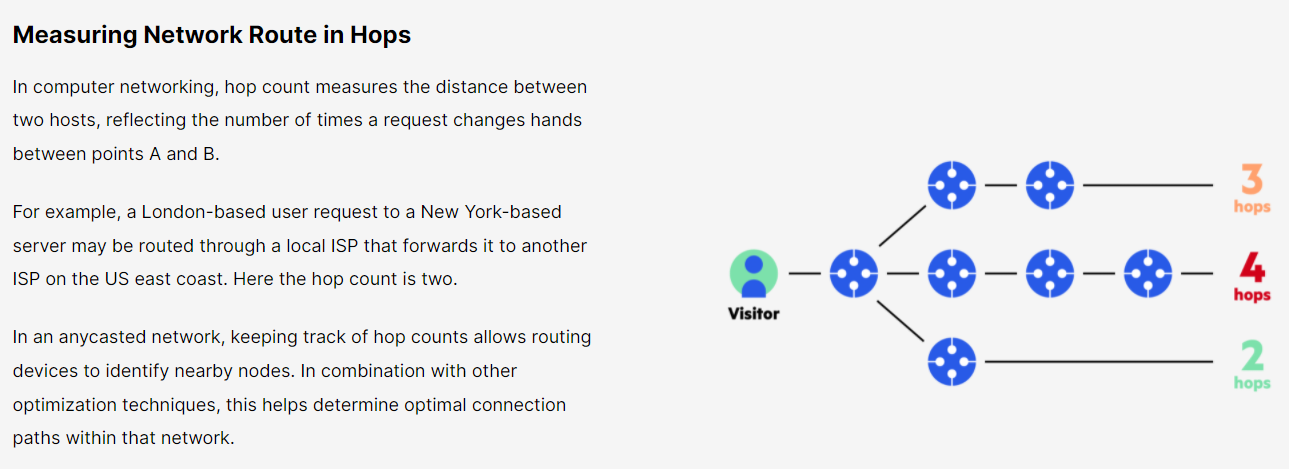 Measuring Network Route in Hops
In computer networking, hop count measures the distance between
two hosts, reflecting the number of times a request changes hands
between points A and B.
For example, a London-based user request to a New York-based
server may be routed through a local ISP that forwards it to another
ISP on the US east coast. Here the hop count is two.
In an anycasted network, keeping track of hop counts allows routing
devices to identify nearby nodes. In combination with other
optimization techniques, this helps determine optimal connection
paths within that network.
3
hops
Visitor
4
hops
2
hops